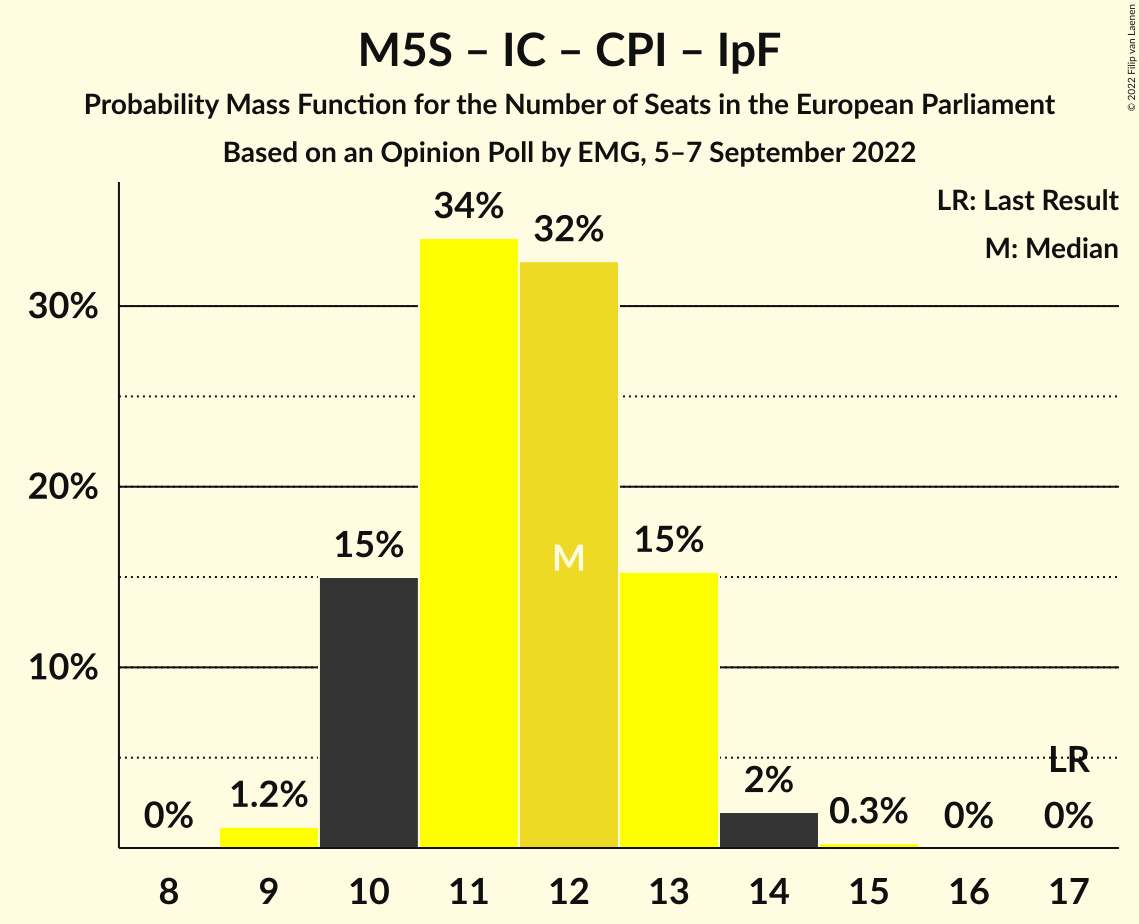 M5S – IC – CPI – IpF
Probability Mass Function for the Number of Seats in the European Parliament
Based on an Opinion Poll by EMG, 5–7 September 2022
© 2022 Filip van Laenen
LR: Last Result
M: Median
30%
20%
10%
0%
1.2%
15%
34%
32%
M
15%
2%
0.3%
0%
LR
0%
8 9 10 11 12 13 14 15 16 17